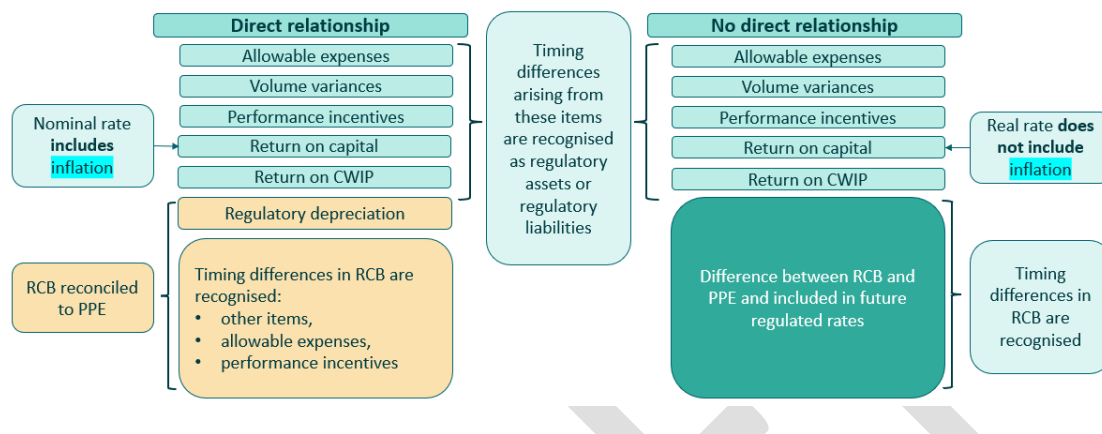 Direct relationship
Allowable expenses
Volume variances
Performance incentives
Return on capital
Return on CWIP
Regulatory depreciation
Nominal rate
includes
inflation
RCB reconciled
to PPE
Timing differences in RCB are
recognised:
• other items,
• allowable expenses,
• performance incentives
Timing
differences
arising from
these items
are recognised
as regulatory
assets or
regulatory
liabilities
No direct relationship
Allowable expenses
Volume variances
Performance incentives
Return on capital
Return on CWIP
Difference between RCB and
PPE and included in future
regulated rates
Real rate does
not include
inflation
Timing
differences in
RCB are
recognised